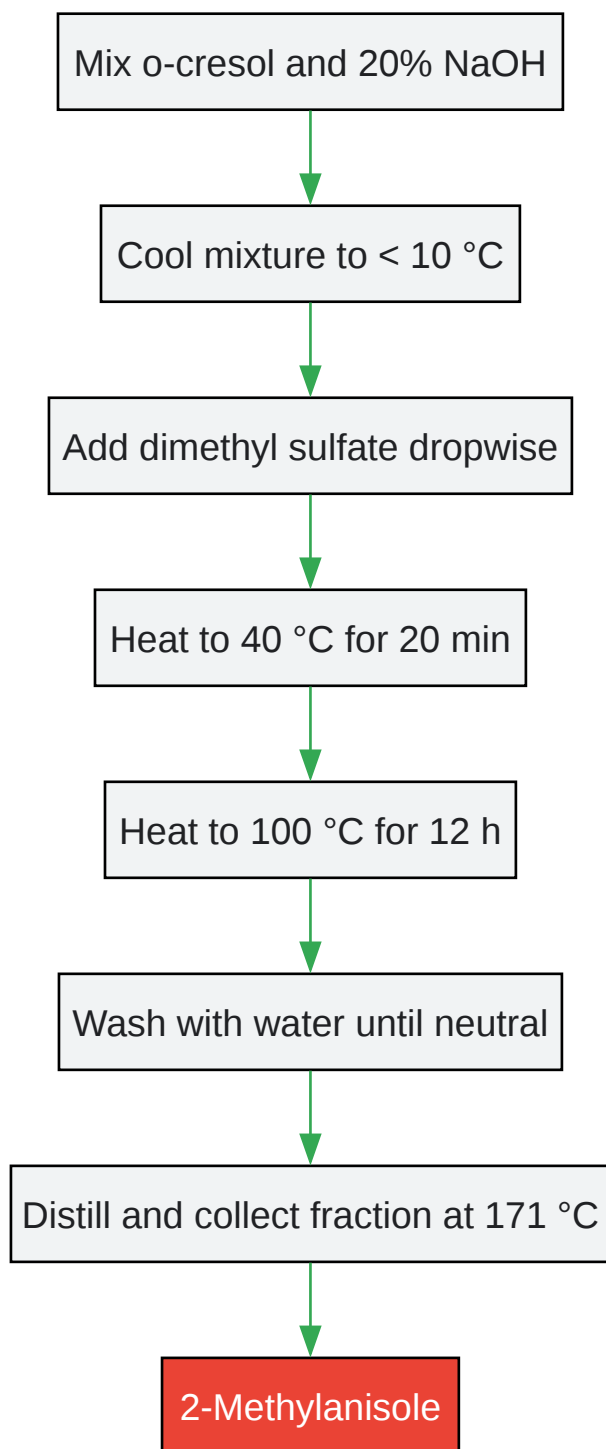 Mix o-cresol and 20% NaOH
Cool mixture to < 10 °C
Add dimethyl sulfate dropwise
Heat to 40 °C for 20 min
Heat to 100 °C for 12 h
Wash with water until neutral
Distill and collect fraction at 171 °C
2-Methylanisole